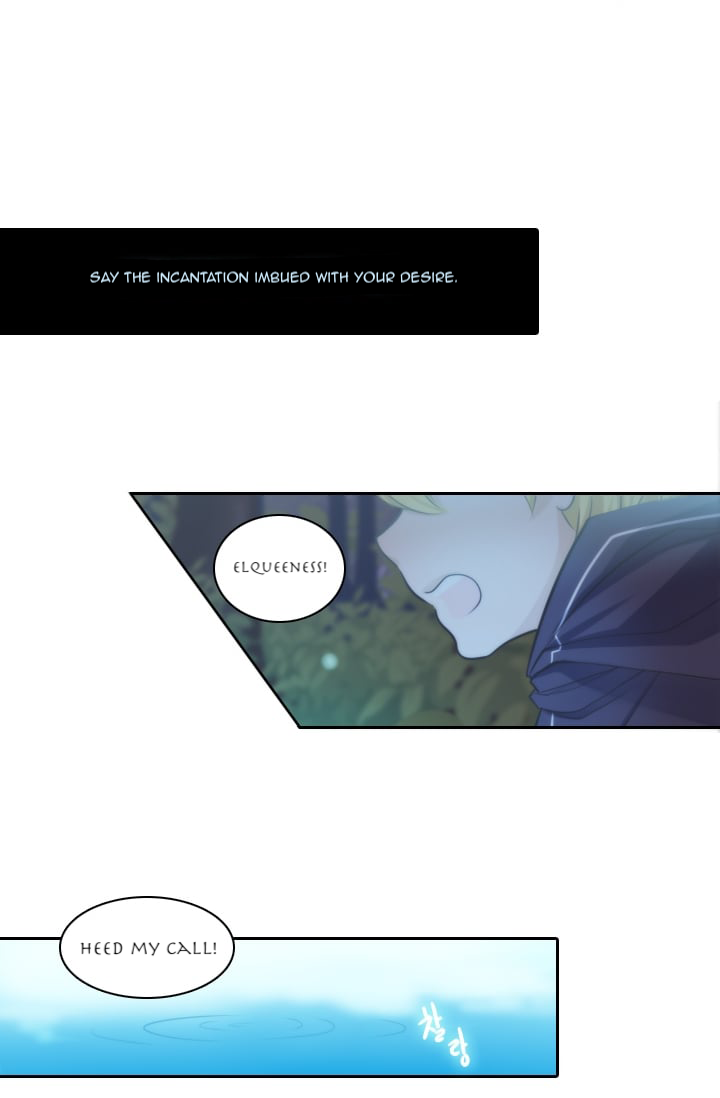 SAY THE INCANTATION IMBUED WITH YOUR DESIRE.
ELQUEENESS!
HEED MY CALL!
찰랑